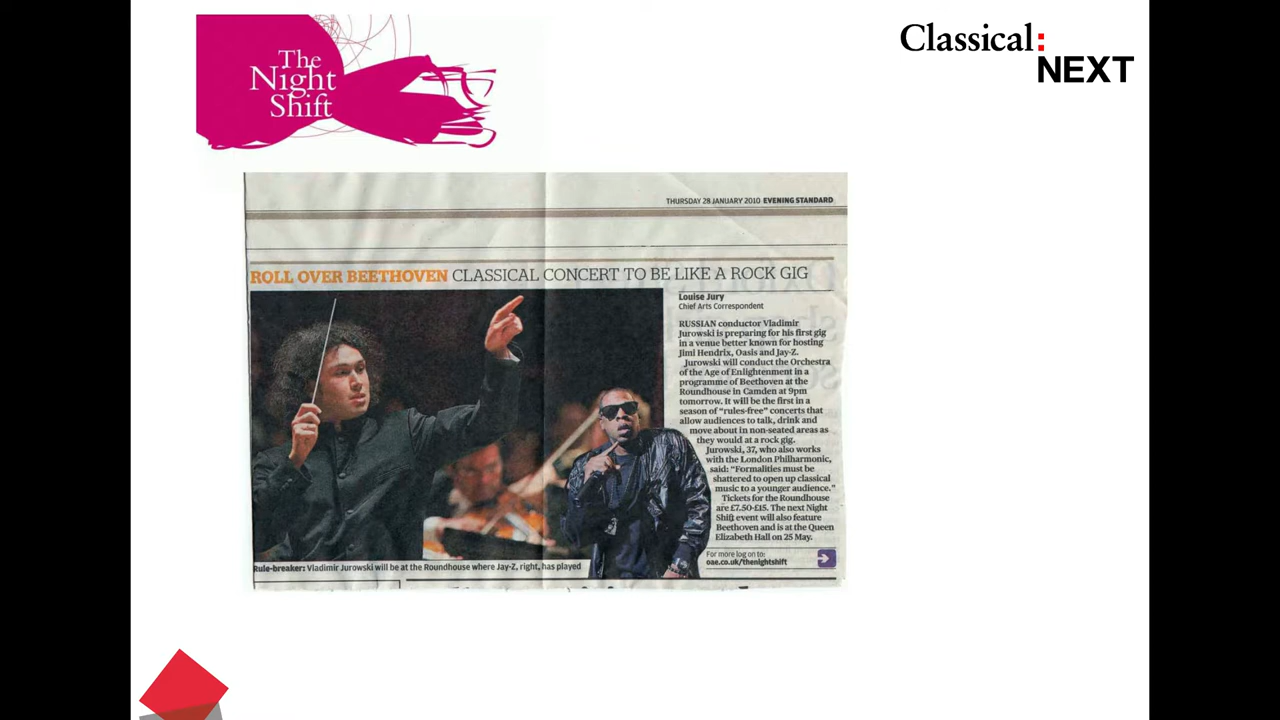 The
Night
Shift
Classical:
NEXT
THURSDAY 28 JANUARY 2010 EVENING STANDARD
ROLL OVER BEETHOVEN CLASSICAL CONCERT TO BE LIKE A ROCK GIG
Louise Jury
Chief Arts Correspondent
RUSSIAN conductor Vladimir
Jurowski is preparing for his first gig
in a venue better known for hosting
Jimi Hendrix, Oasis and Jay-Z.
Jurowski will conduct the Orchestra
of the Age of Enlightenment in a
programme of Beethoven at the
Roundhouse in Camden at 9pm
tomorrow. It will be the first in a
season of “rules-free” concerts that
allow audiences to talk, drink and
move about in non-seated areas as
they would at a rock gig.
Jurowski, 37, who also works
with the London Philharmonic,
said: “Formalities must be
shattered to open up classical
music to a younger audience.”
Tickets for the Roundhouse
are £7.50-£15. The next Night
Shift event will also feature
Beethoven and is at the Queen
Elizabeth Hall on 25 May.
For more log on to:
oae.co.uk/thenightshift
Rule-breaker: Vladimir Jurowski will be at the Roundhouse where Jay-Z, right, has played